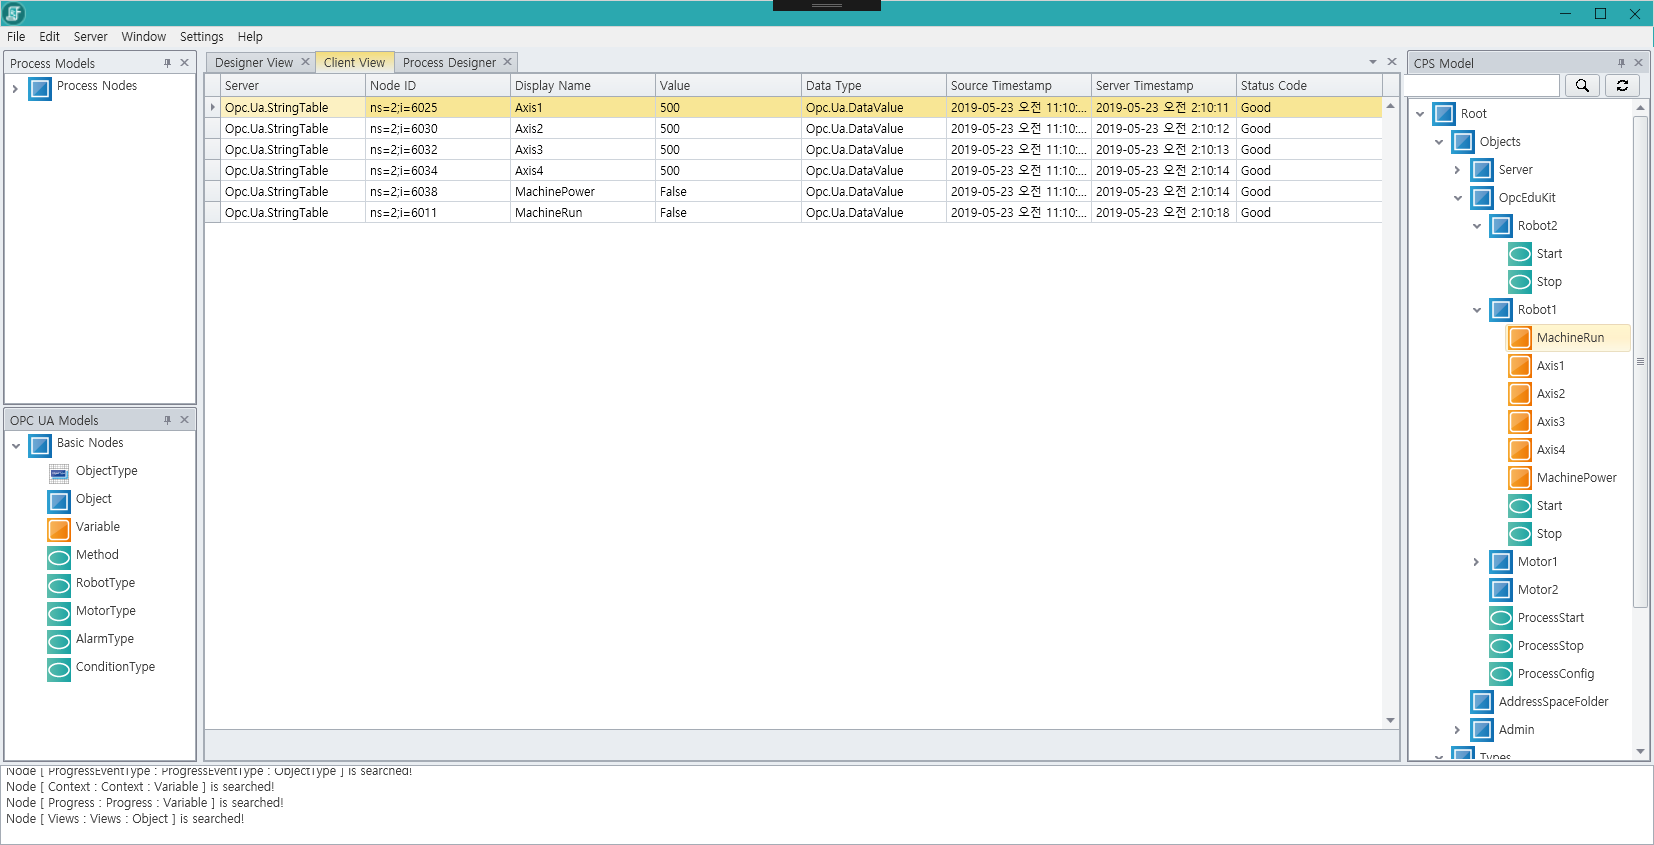 File Edit Server Window Settings Help
Process Models
Process Nodes
OPC UA Models
Basic Nodes
ObjectType
Object
Variable
Method
RobotType
MotorType
AlarmType
ConditionType
Designer View Client View Process Designer
Server Node ID Display Name Value Data Type Source Timestamp Server Timestamp Status Code
Opc.Ua.StringTable ns=2;i=6025 Axis1 500 Opc.Ua.DataValue 2019-05-23 오전 11:10:... 2019-05-23 오전 2:10:11 Good
Opc.Ua.StringTable ns=2;i=6030 Axis2 500 Opc.Ua.DataValue 2019-05-23 오전 11:10:... 2019-05-23 오전 2:10:12 Good
Opc.Ua.StringTable ns=2;i=6032 Axis3 500 Opc.Ua.DataValue 2019-05-23 오전 11:10:... 2019-05-23 오전 2:10:13 Good
Opc.Ua.StringTable ns=2;i=6034 Axis4 500 Opc.Ua.DataValue 2019-05-23 오전 11:10:... 2019-05-23 오전 2:10:14 Good
Opc.Ua.StringTable ns=2;i=6038 MachinePower False Opc.Ua.DataValue 2019-05-23 오전 11:10:... 2019-05-23 오전 2:10:14 Good
Opc.Ua.StringTable ns=2;i=6011 MachineRun False Opc.Ua.DataValue 2019-05-23 오전 11:10:... 2019-05-23 오전 2:10:18 Good
CPS Model
Root
Objects
Server
OpcEduKit
Robot2
Start
Stop
Robot1
MachineRun
Axis1
Axis2
Axis3
Axis4
MachinePower
Start
Stop
Motor1
Motor2
ProcessStart
ProcessStop
ProcessConfig
AddressSpaceFolder
Admin
Types
Node [ ProgressEventType : ProgressEventType : ObjectType ] is searched!
Node [ Context : Context : Variable ] is searched!
Node [ Progress : Progress : Variable ] is searched!
Node [ Views : Views : Object ] is searched!